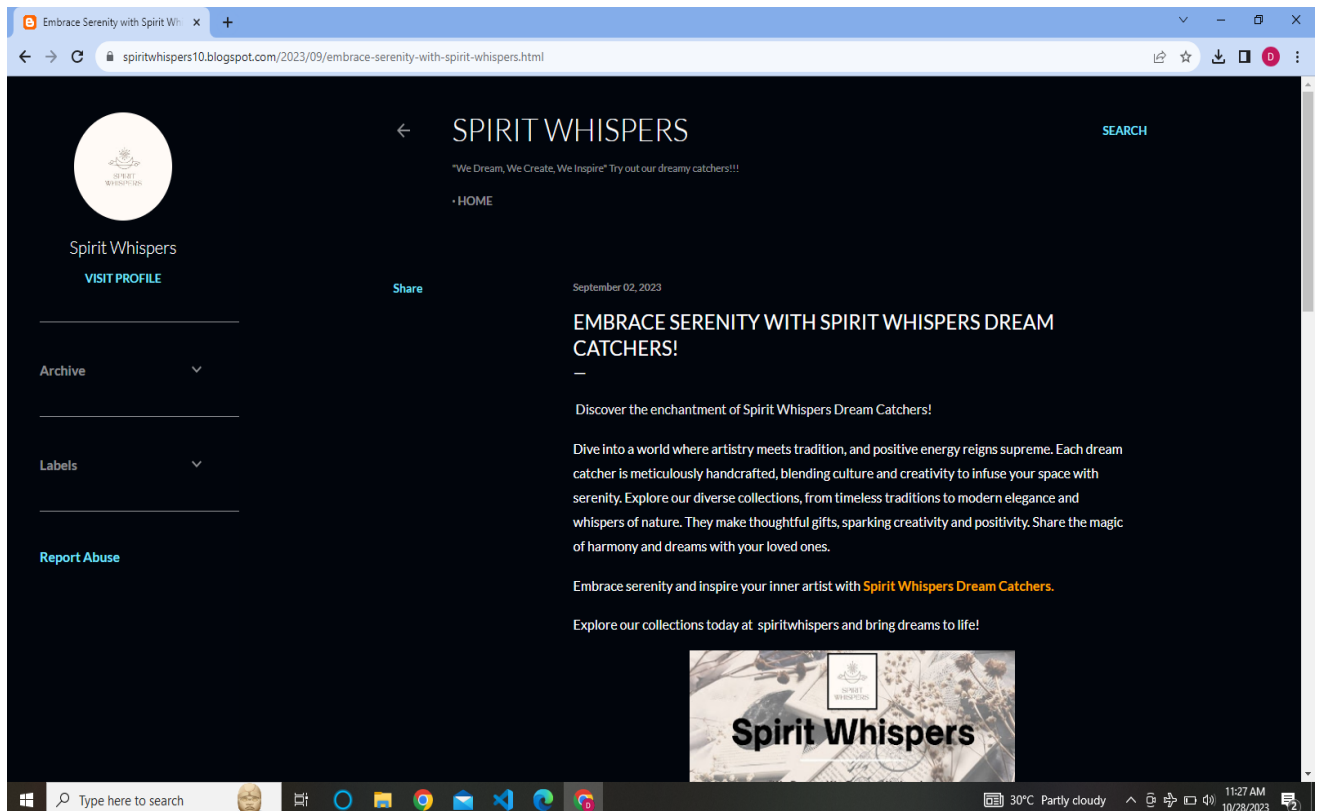 Embrace Serenity with Spirit Wh
spiritwhispers10.blogspot.com/2023/09/embrace-serenity-with-spirit-whispers.html
D
SPIRIT WHISPERS
SEARCH
"We Dream, We Create, We Inspire" Try out our dreamy catchers!!!
· HOME
SPIRIT
WHISPERS
Spirit Whispers
VISIT PROFILE
Archive
Labels
Report Abuse
Share
September 02, 2023
EMBRACE SERENITY WITH SPIRIT WHISPERS DREAM
CATCHERS!
Discover the enchantment of Spirit Whispers Dream Catchers!
Dive into a world where artistry meets tradition, and positive energy reigns supreme. Each dream
catcher is meticulously handcrafted, blending culture and creativity to infuse your space with
serenity. Explore our diverse collections, from timeless traditions to modern elegance and
whispers of nature. They make thoughtful gifts, sparking creativity and positivity. Share the magic
of harmony and dreams with your loved ones.
Embrace serenity and inspire your inner artist with Spirit Whispers Dream Catchers.
Explore our collections today at spiritwhispers and bring dreams to life!
SPIRIT
WHISPERS
Spirit Whispers
Type here to search
30°C Partly cloudy
11:27 AM
10/28/2023
2